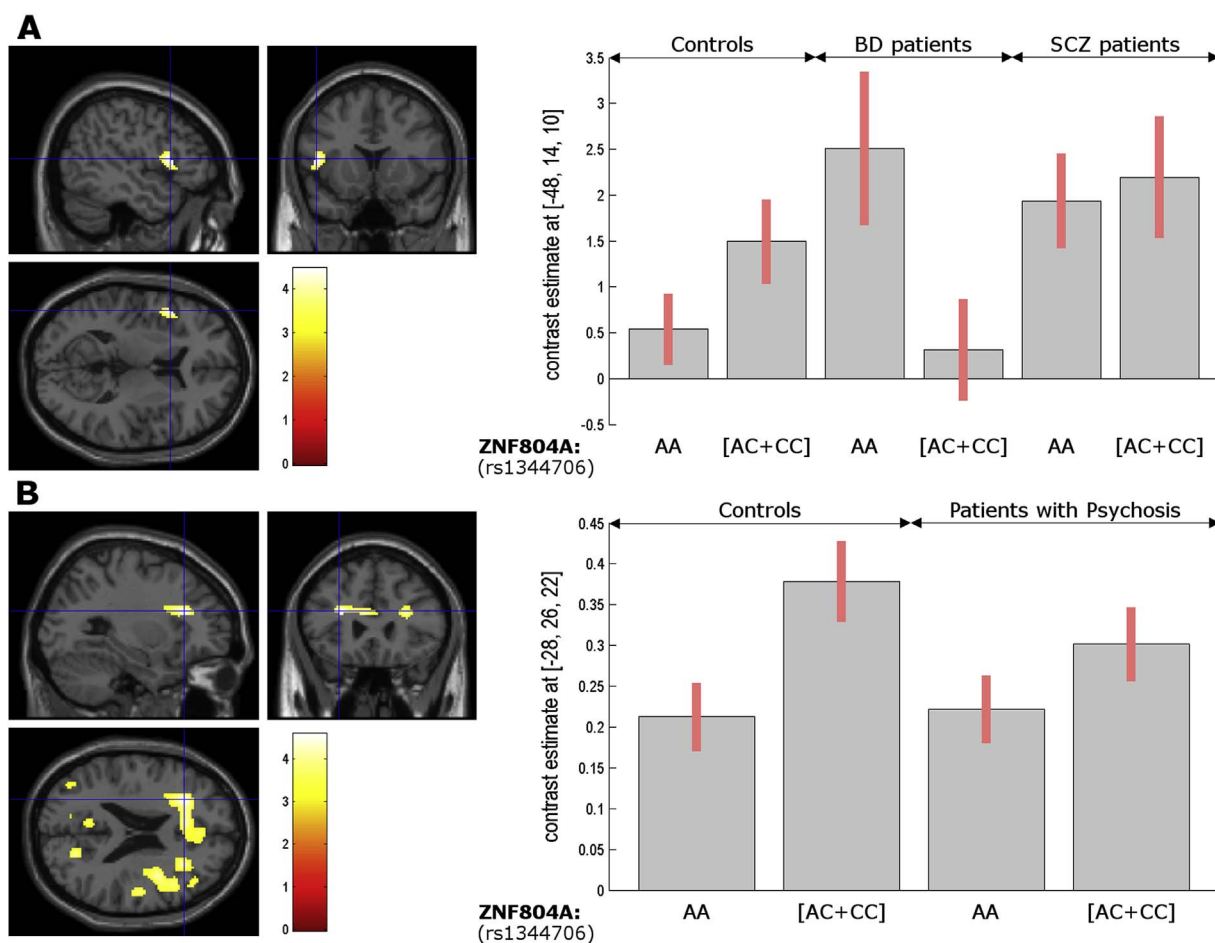 A
Controls BD patients SCZ patients
3.5
3
2.5
2
1.5
1
0.5
0
-0.5
contrast estimate at [-48, 14, 10]
4
3
2
1
0
ZNF804A: AA [AC+CC] AA [AC+CC] AA [AC+CC]
(rs1344706)
B
Controls Patients with Psychosis
0.45
0.4
0.35
0.3
0.25
0.2
0.15
0.1
0.05
0
contrast estimate at [-28, 26, 22]
4
3
2
1
0
ZNF804A: AA [AC+CC] AA [AC+CC]
(rs1344706)